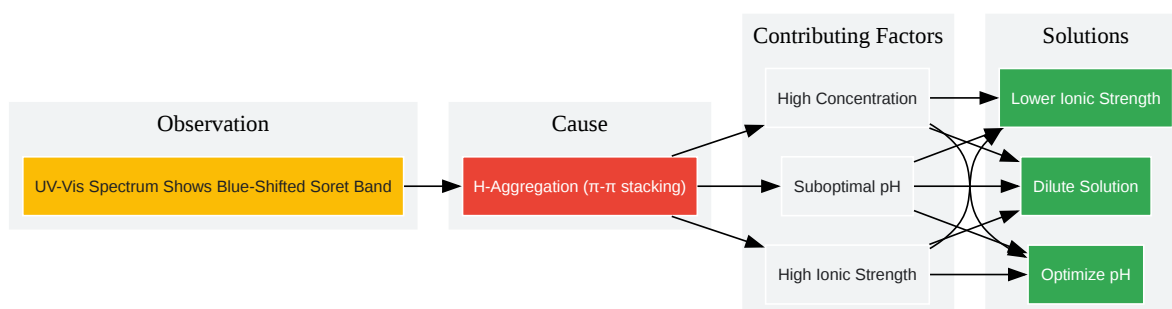 Observation
UV-Vis Spectrum Shows Blue-Shifted Soret Band
Cause
H-Aggregation (π-π stacking)
Contributing Factors
High Concentration
Suboptimal pH
High Ionic Strength
Solutions
Lower Ionic Strength
Dilute Solution
Optimize pH